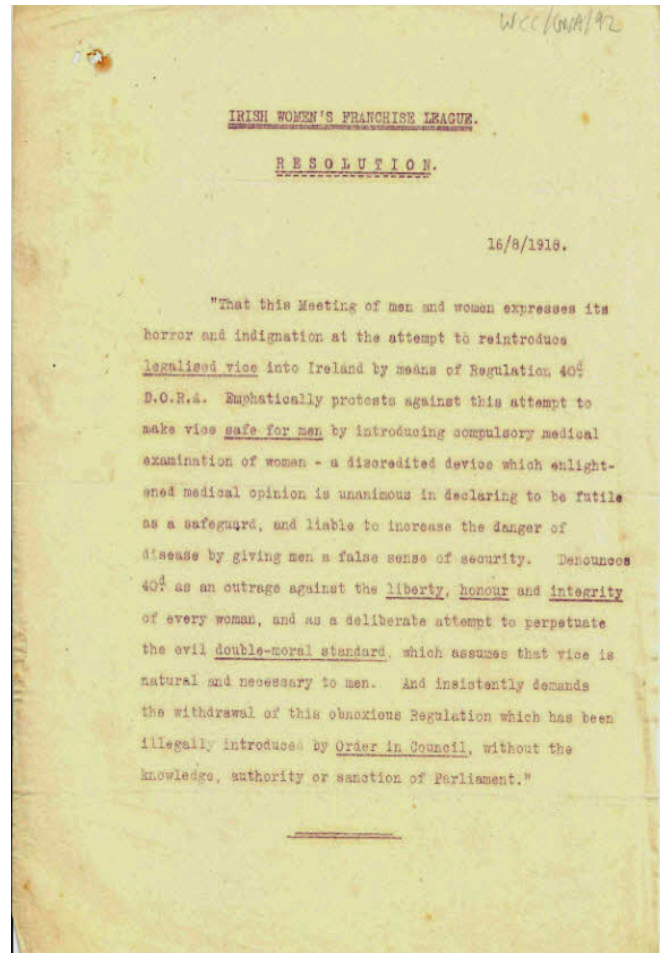 WCC/GNA/92
IRISH WOMEN'S FRANCHISE LEAGUE.
RESOLUTION.
16/8/1918.
"That this Meeting of men and women expresses its
horror and indignation at the attempt to reintroduce
legalised vice into Ireland by means of Regulation 40d.
D.O.R.A. Emphatically protests against this attempt to
make vice safe for men by introducing compulsory medical
examination of women - a discredited device which enlight-
ened medical opinion is unanimous in declaring to be futile
as a safeguard, and liable to increase the danger of
disease by giving men a false sense of security. Denounces
40d. as an outrage against the liberty, honour and integrity
of every woman, and as a deliberate attempt to perpetuate
the evil double-moral standard, which assumes that vice is
natural and necessary to men. And insistently demands
the withdrawal of this obnoxious Regulation which has been
illegally introduced by Order in Council, without the
knowledge, authority or sanction of Parliament."